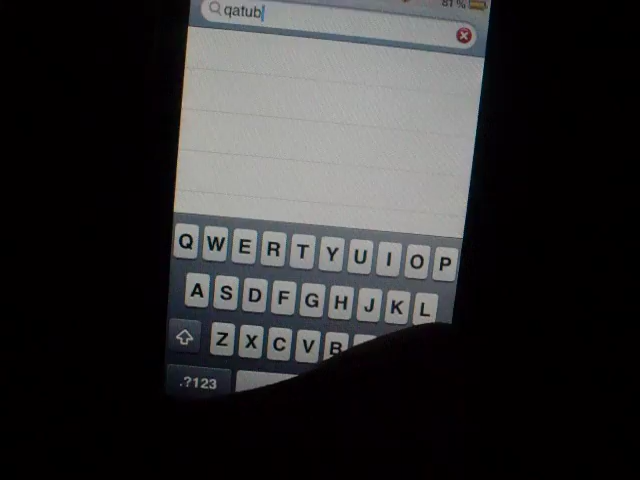 81%
qatub
Q W E R T Y U I O P
A S D F G H J K L
Z X C V B
.?123